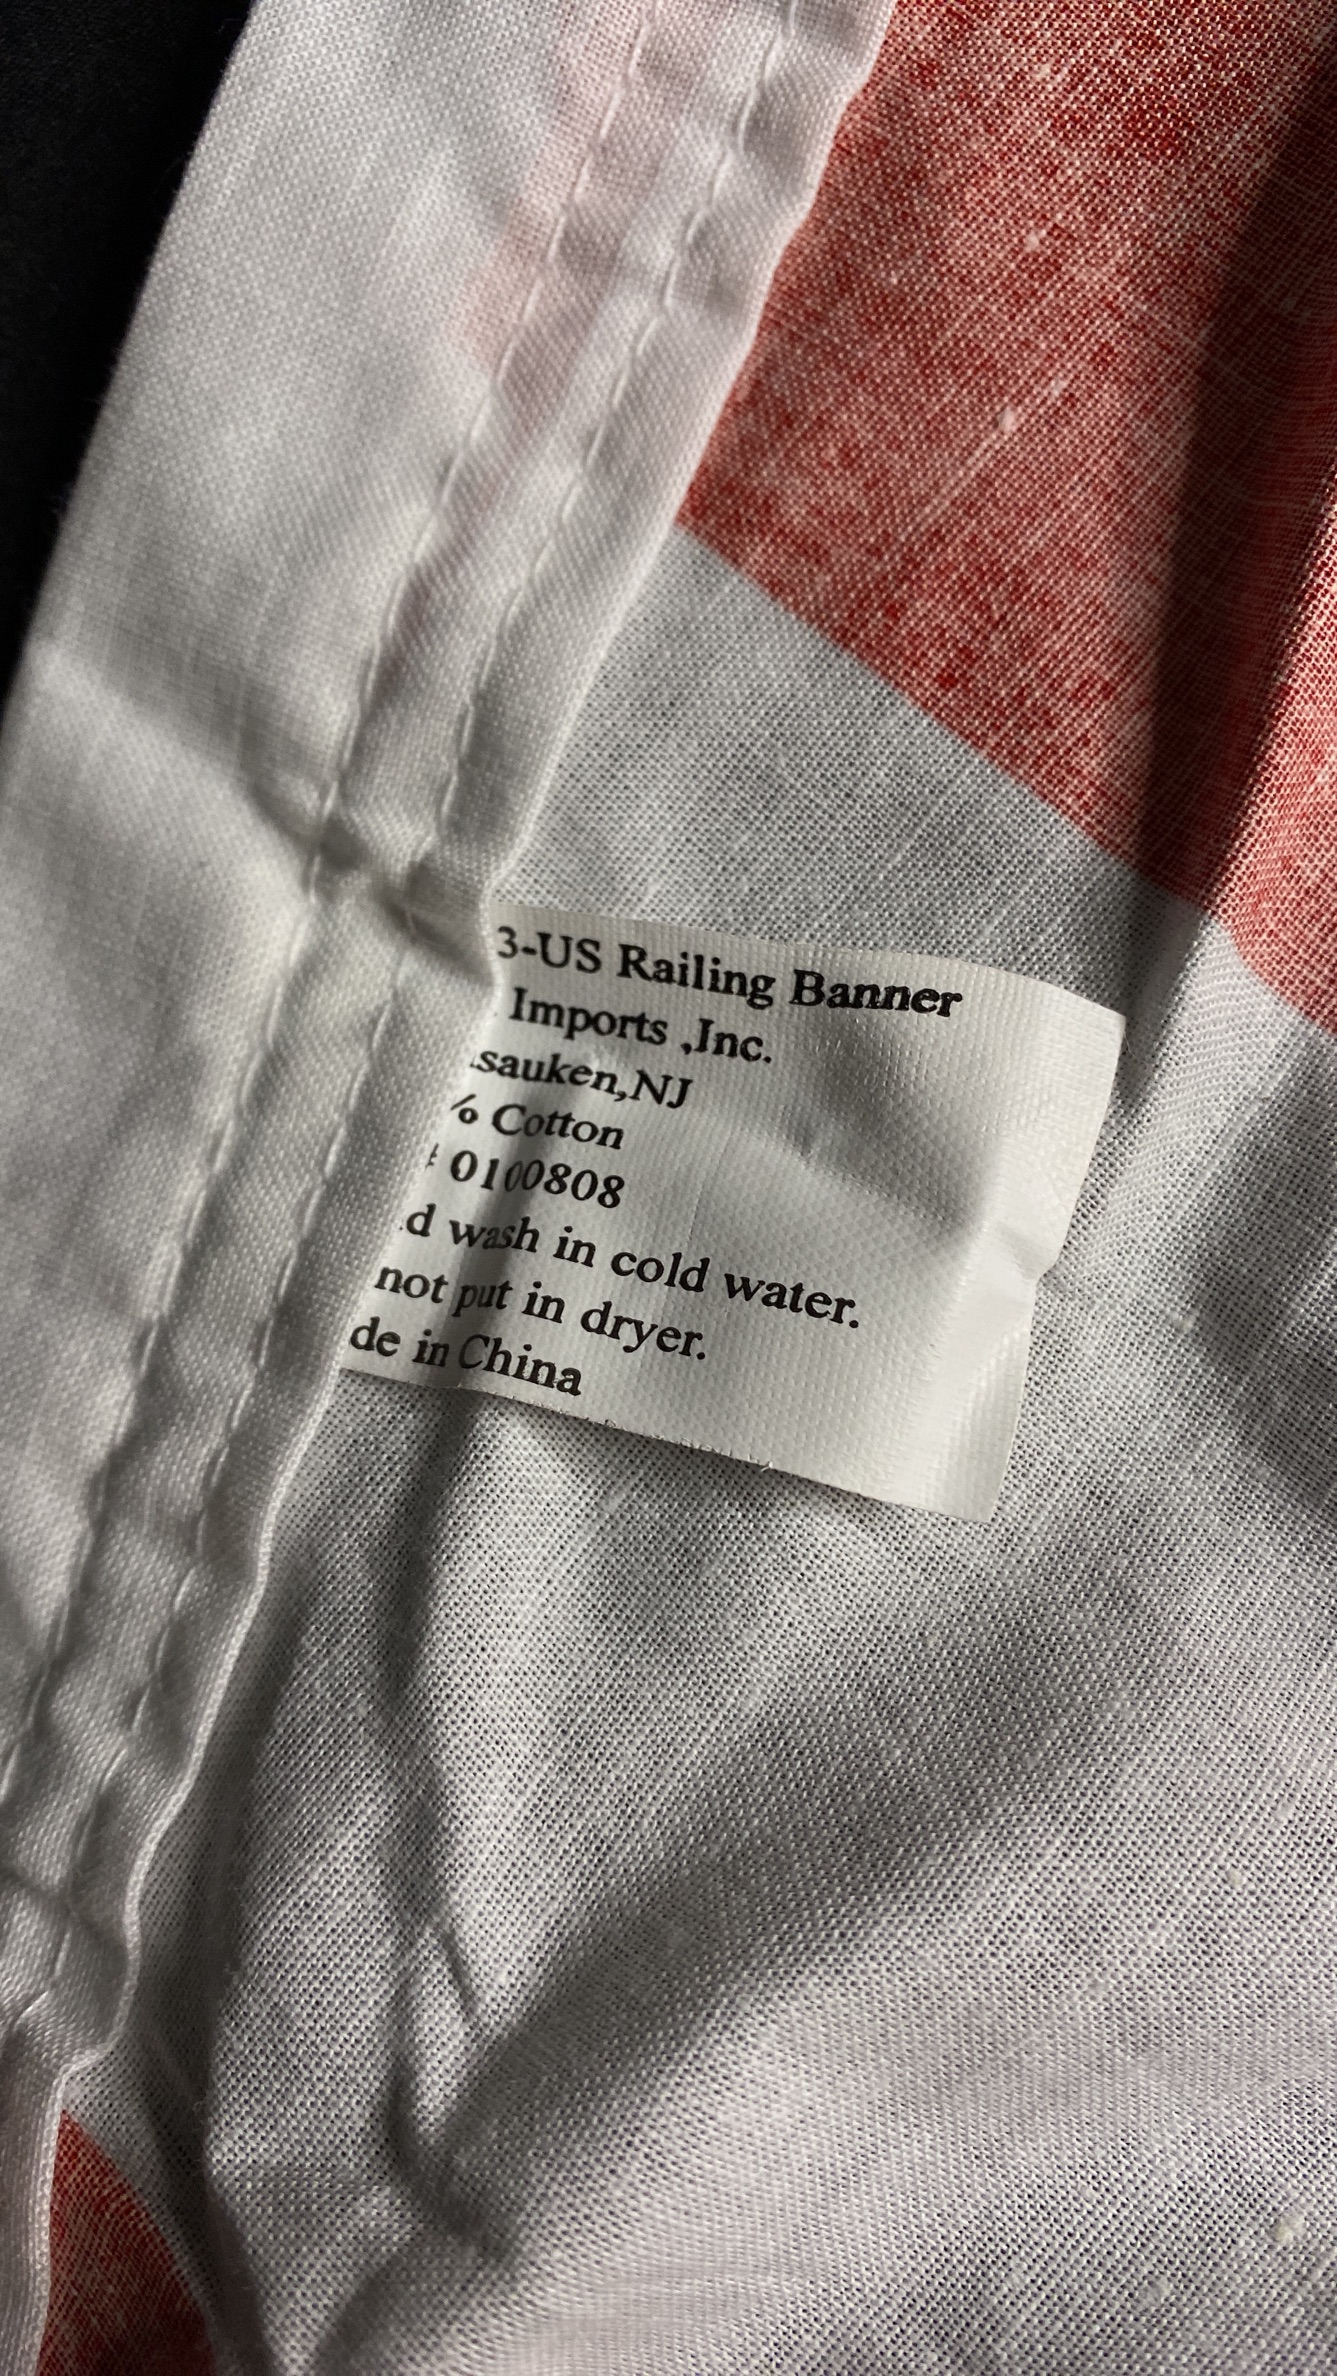 3-US Railing Banner
Imports ,Inc.
sauken,NJ
% Cotton
# 0100808
d wash in cold water.
not put in dryer.
de in China